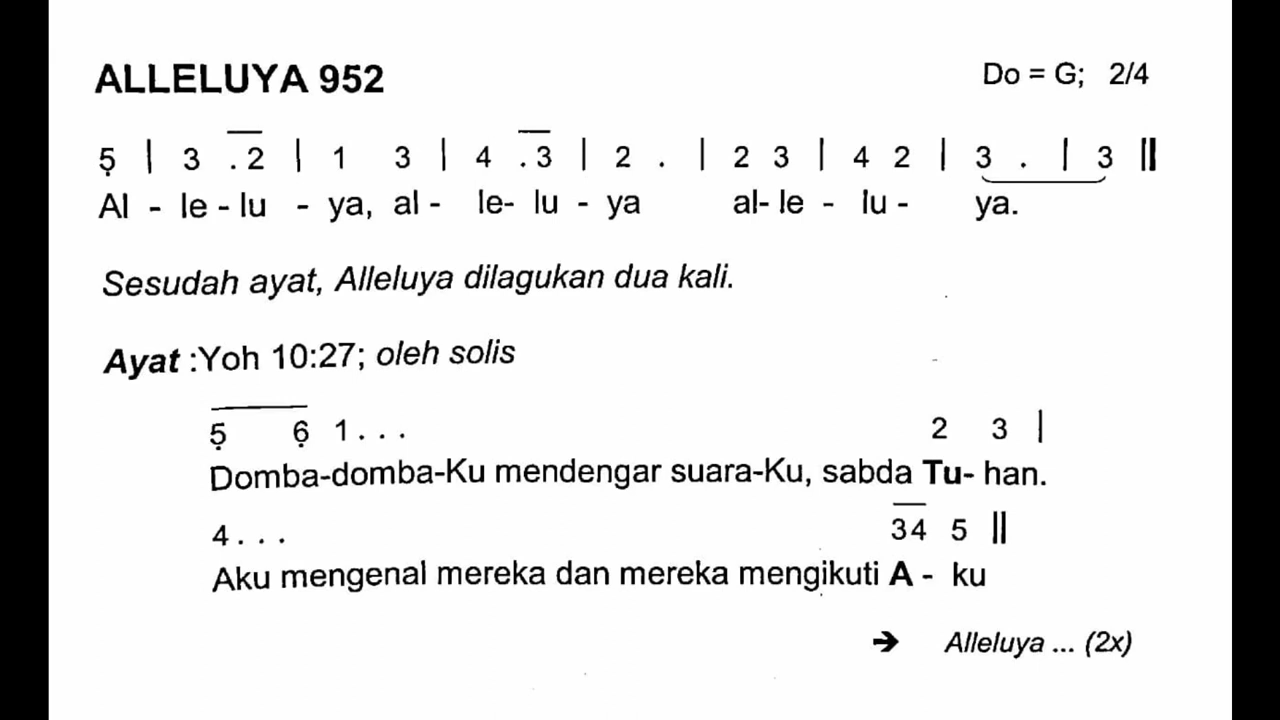 ALLELUYA 952 Do = G; 2/4
5̣ | 3 .2 | 1 3 | 4 .3 | 2 . | 2 3 | 4 2 | 3 . | 3 ||
Al - le - lu - ya, al - le- lu - ya al- le - lu - ya.
Sesudah ayat, Alleluya dilagukan dua kali.
Ayat :Yoh 10:27; oleh solis
5̣ 6̣ 1 . . . 2 3 |
Domba-domba-Ku mendengar suara-Ku, sabda Tu- han.
4 . . . 34 5 ||
Aku mengenal mereka dan mereka mengikuti A - ku
➔ Alleluya ... (2x)